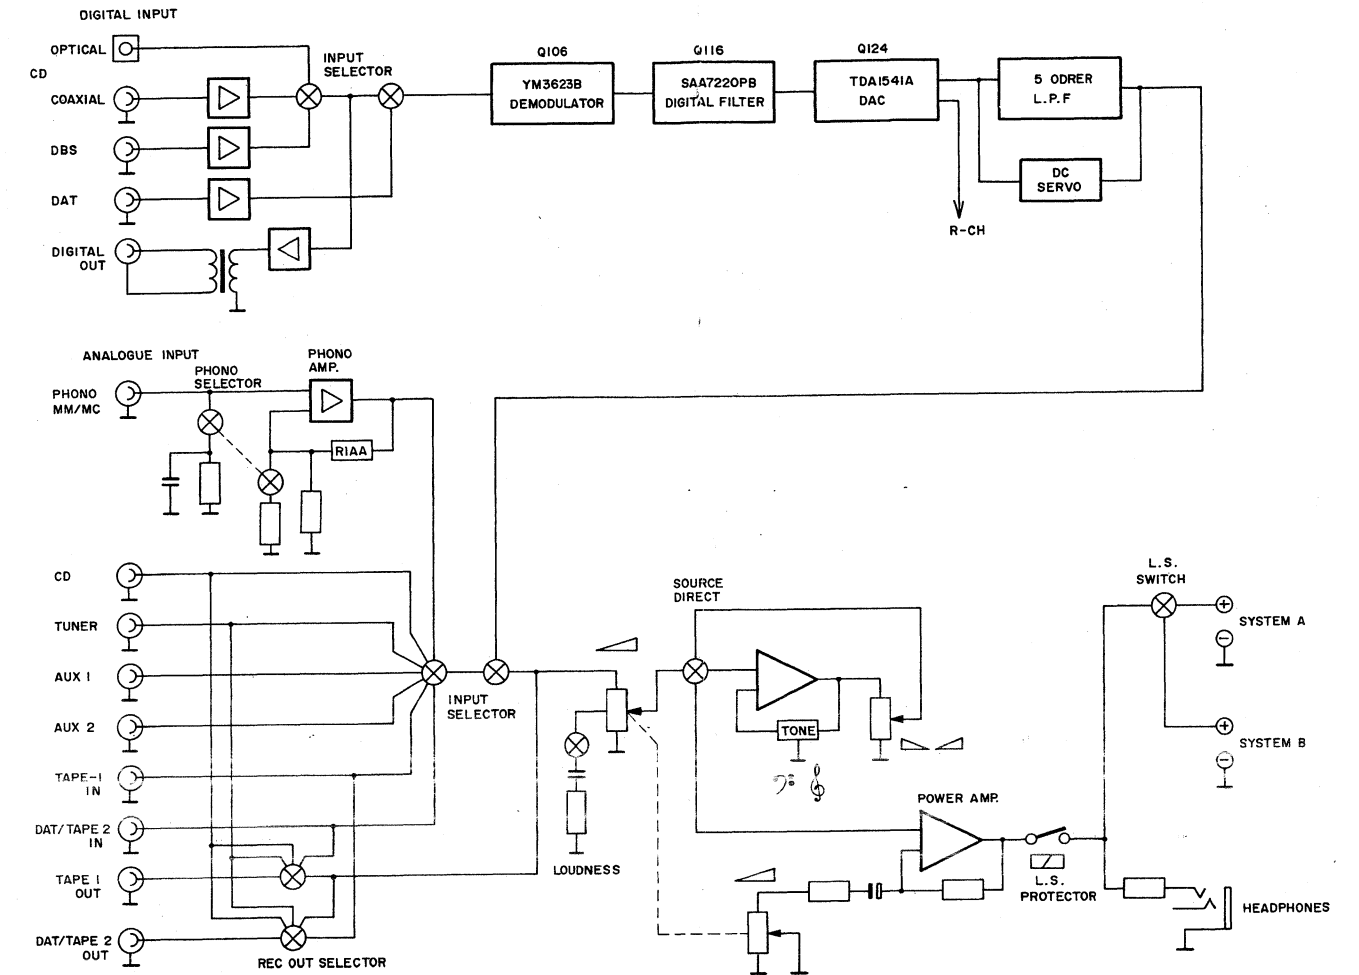 DIGITAL INPUT
OPTICAL
CD
COAXIAL
DBS
DAT
DIGITAL
OUT
INPUT
SELECTOR
Q106
YM3623B
DEMODULATOR
Q116
SAA7220PB
DIGITAL FILTER
Q124
TDA1541A
DAC
5 ODRER
L.P.F
DC
SERVO
R-CH
ANALOGUE INPUT
PHONO
SELECTOR
PHONO
AMP.
PHONO
MM/MC
RIAA
CD
TUNER
AUX 1
AUX 2
TAPE-1
IN
DAT/TAPE 2
IN
TAPE 1
OUT
DAT/TAPE 2
OUT
INPUT
SELECTOR
REC OUT SELECTOR
LOUDNESS
SOURCE
DIRECT
TONE
POWER AMP.
L.S.
PROTECTOR
L.S.
SWITCH
SYSTEM A
SYSTEM B
HEADPHONES